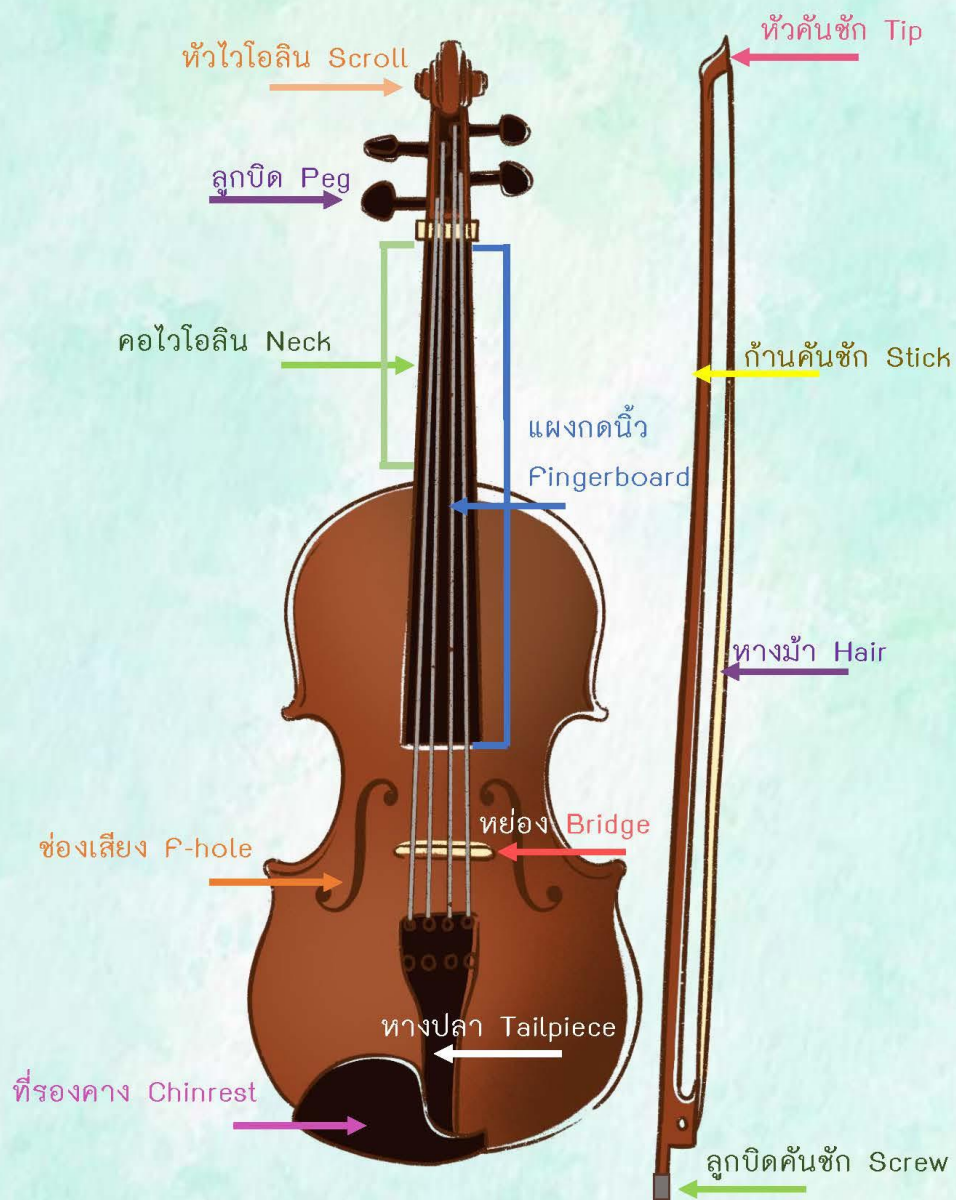 หัวไวโอลิน Scroll
หัวคันชัก Tip
ลูกบิด Peg
คอไวโอลิน Neck
ก้านคันชัก Stick
แผงกดนิ้ว
Fingerboard
หางม้า Hair
หย่อง Bridge
ช่องเสียง F-hole
หางปลา Tailpiece
ที่รองคาง Chinrest
ลูกบิดคันชัก Screw